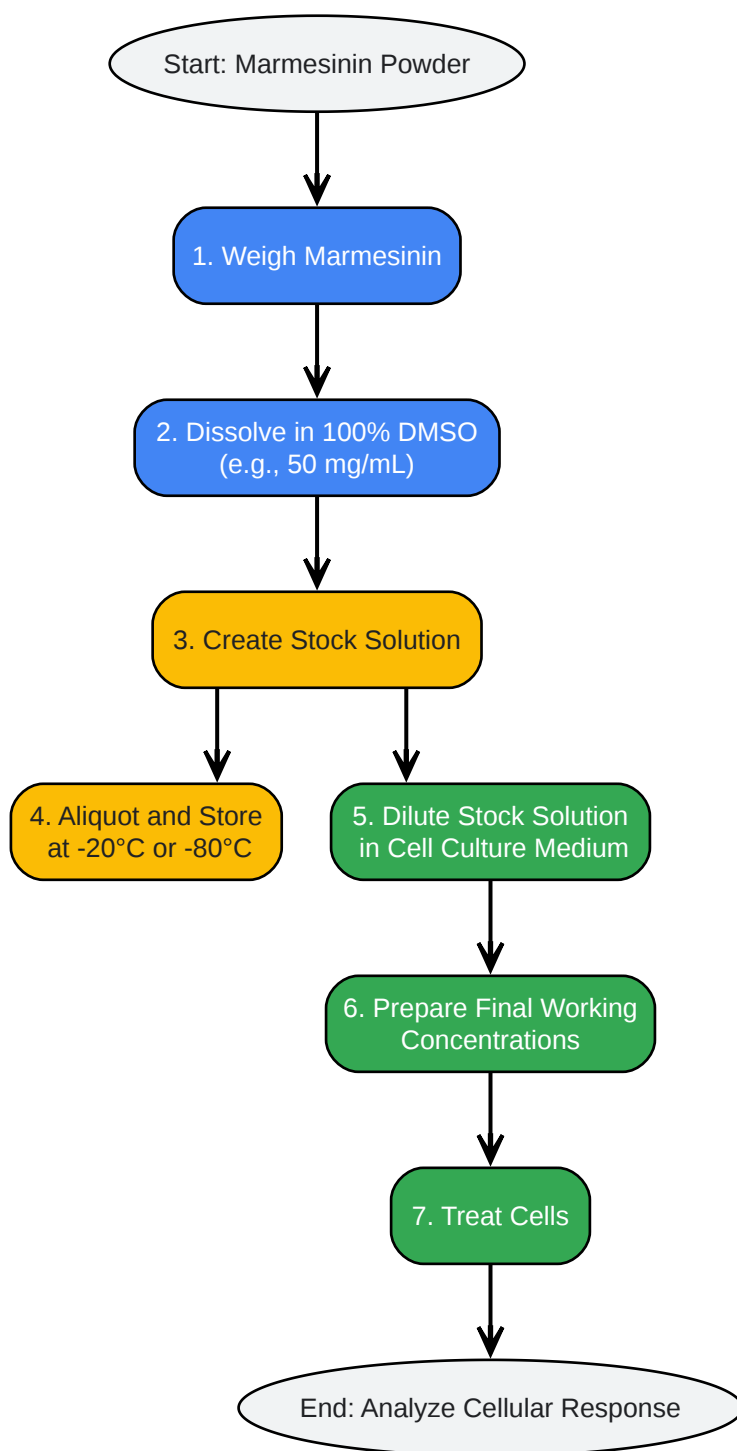 Start: Marmesinin Powder
1. Weigh Marmesinin
2. Dissolve in 100% DMSO
(e.g., 50 mg/mL)
3. Create Stock Solution
4. Aliquot and Store
at -20°C or -80°C
5. Dilute Stock Solution
in Cell Culture Medium
6. Prepare Final Working
Concentrations
7. Treat Cells
End: Analyze Cellular Response